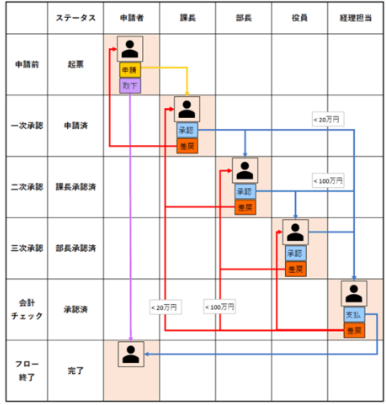 ステータス 申請者 課長 部長 役員 経理担当
申請前 起票
申請
取下
一次承認 申請済
承認
差戻
<20万円
二次承認 課長承認済
承認
差戻
<100万円
三次承認 部長承認済
承認
差戻
会計
チェック
承認済
<20万円
<100万円
支払
差戻
フロー
終了
完了